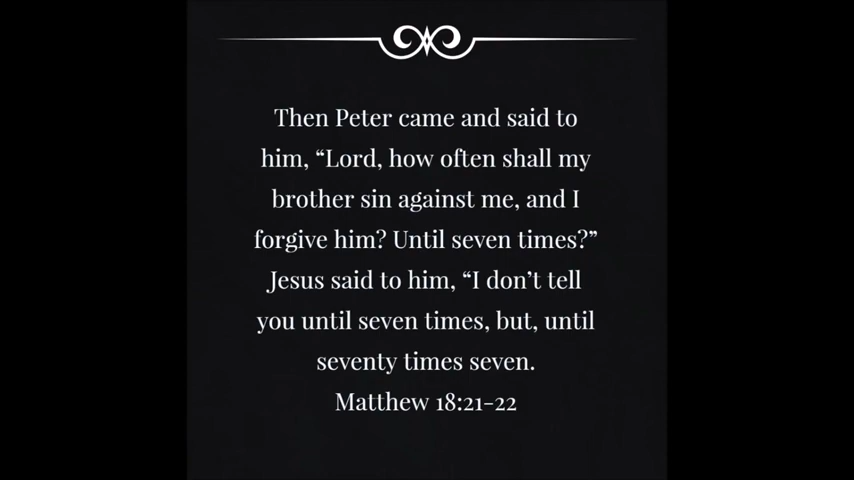 Then Peter came and said to
him, “Lord, how often shall my
brother sin against me, and I
forgive him? Until seven times?”
Jesus said to him, “I don’t tell
you until seven times, but, until
seventy times seven.
Matthew 18:21-22